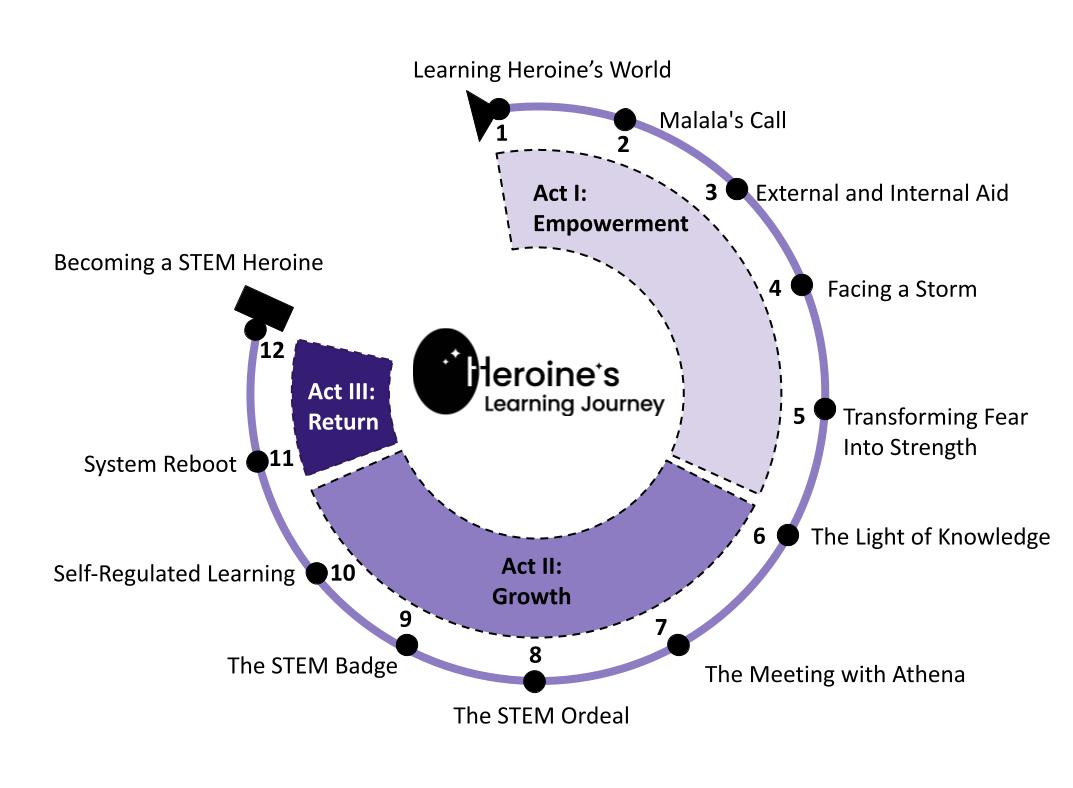 Learning Heroine's World
1
Malala's Call
2
External and Internal Aid
3
Facing a Storm
4
Transforming Fear
Into Strength
5
The Light of Knowledge
6
The Meeting with Athena
7
The STEM Ordeal
8
The STEM Badge
9
Self-Regulated Learning
10
System Reboot
11
Becoming a STEM Heroine
12
Act I:
Empowerment
Act II:
Growth
Act III:
Return
Heroine's
Learning Journey